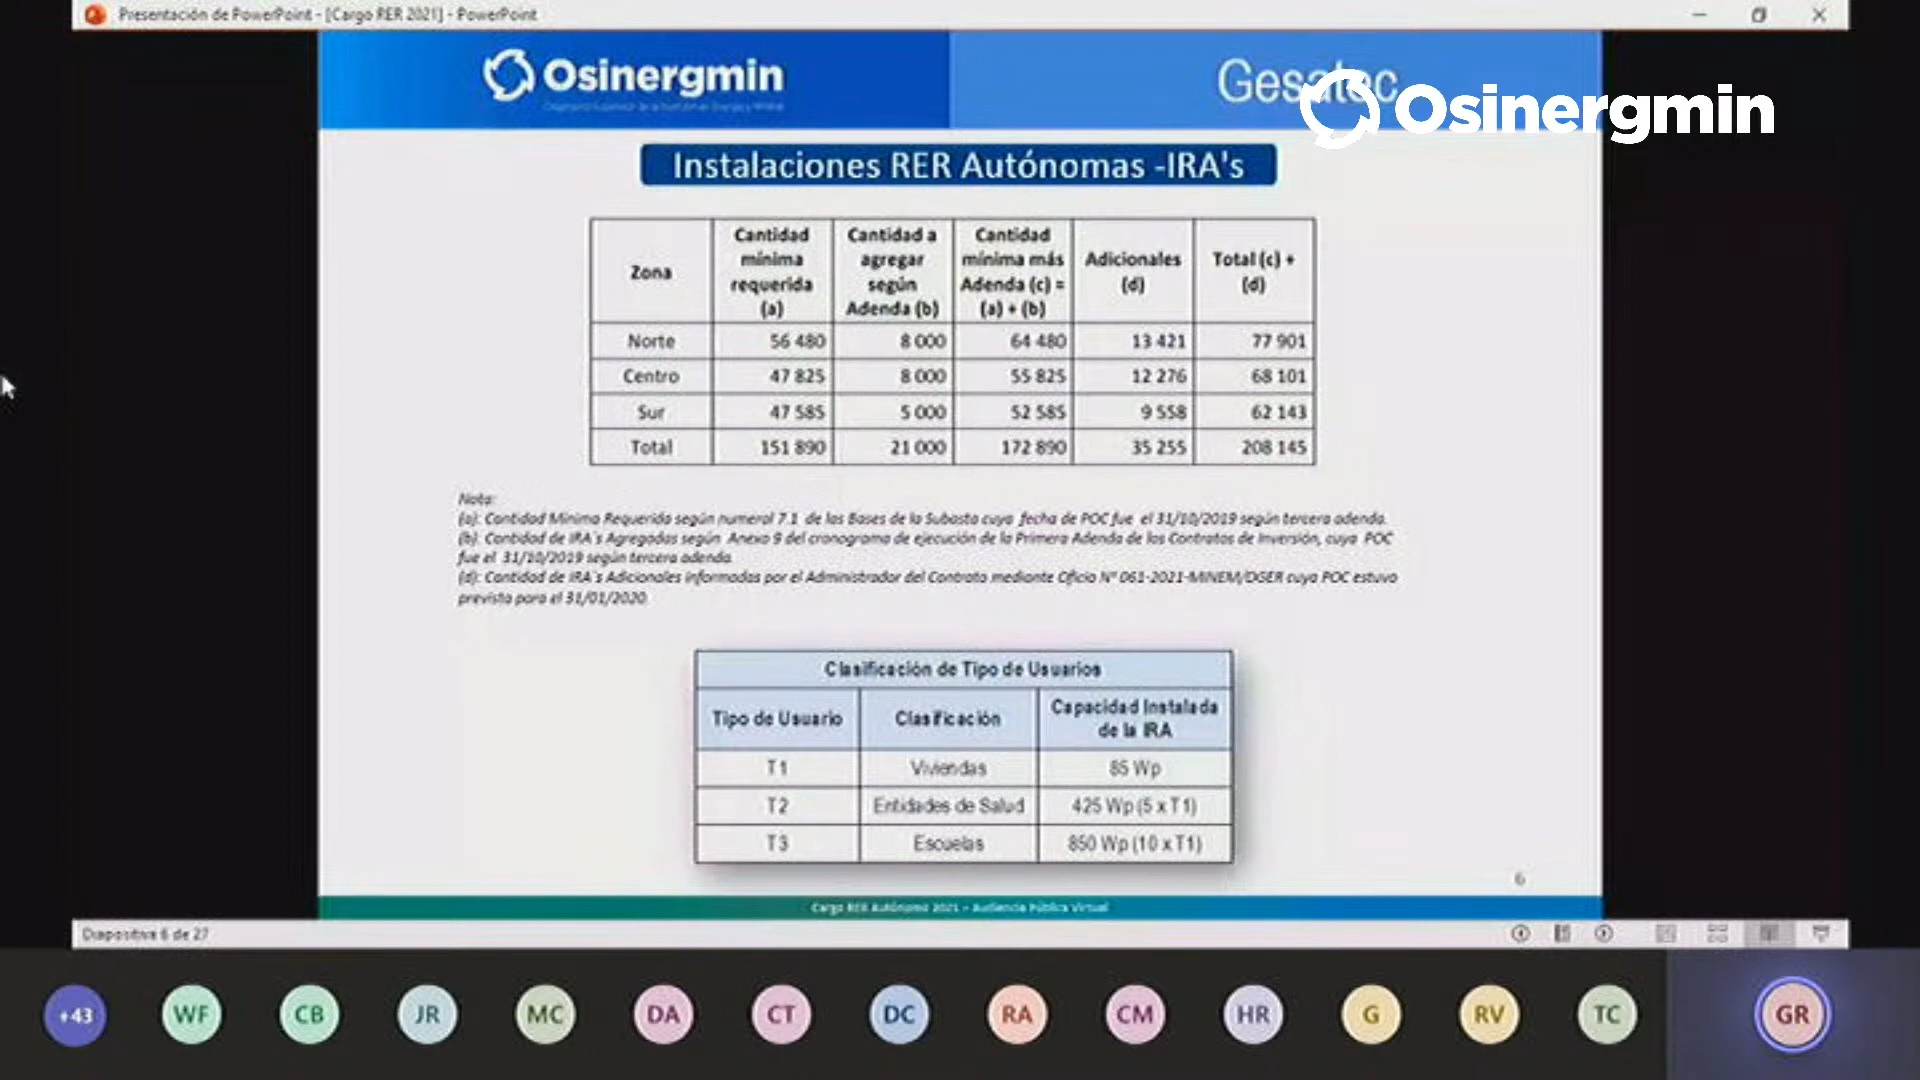 Presentación de PowerPoint - [Cargo RER 2021] - PowerPoint
Osinergmin
Gesatec
Osinergmin
Instalaciones RER Autónomas -IRA's
Zona
Cantidad mínima requerida (a)
Cantidad a agregar según Adenda (b)
Cantidad mínima más Adenda (c) = (a) + (b)
Adicionales (d)
Total (c) + (d)
Norte 56 480 8 000 64 480 13 421 77 901
Centro 47 825 8 000 55 825 12 276 68 101
Sur 47 585 5 000 52 585 9 558 62 143
Total 151 890 21 000 172 890 35 255 208 145
Nota:
(a): Cantidad Mínima Requerida según numeral 7.1 de las Bases de la Subasta cuya fecha de POC fue el 31/10/2019 según tercera adenda.
(b): Cantidad de IRA's Agregadas según Anexo 9 del cronograma de ejecución de la Primera Adenda de los Contratos de Inversión, cuya POC
fue el 31/10/2019 según tercera adenda.
(d): Cantidad de IRA's Adicionales informadas por el Administrador del Contrato mediante Oficio N° 061-2021-MINEM/DGER cuya POC estuvo
prevista para el 31/01/2020.
Clasificación de Tipo de Usuarios
Tipo de Usuario
Clasificación
Capacidad Instalada de la IRA
T1 Viviendas 85 Wp
T2 Entidades de Salud 425 Wp (5 x T1)
T3 Escuelas 850 Wp (10 x T1)
6
Cargo RER Autónomo 2021 – Audiencia Pública Virtual
Diapositiva 6 de 27
+43 WF CB JR MC DA CT DC RA CM HR G RV TC GR